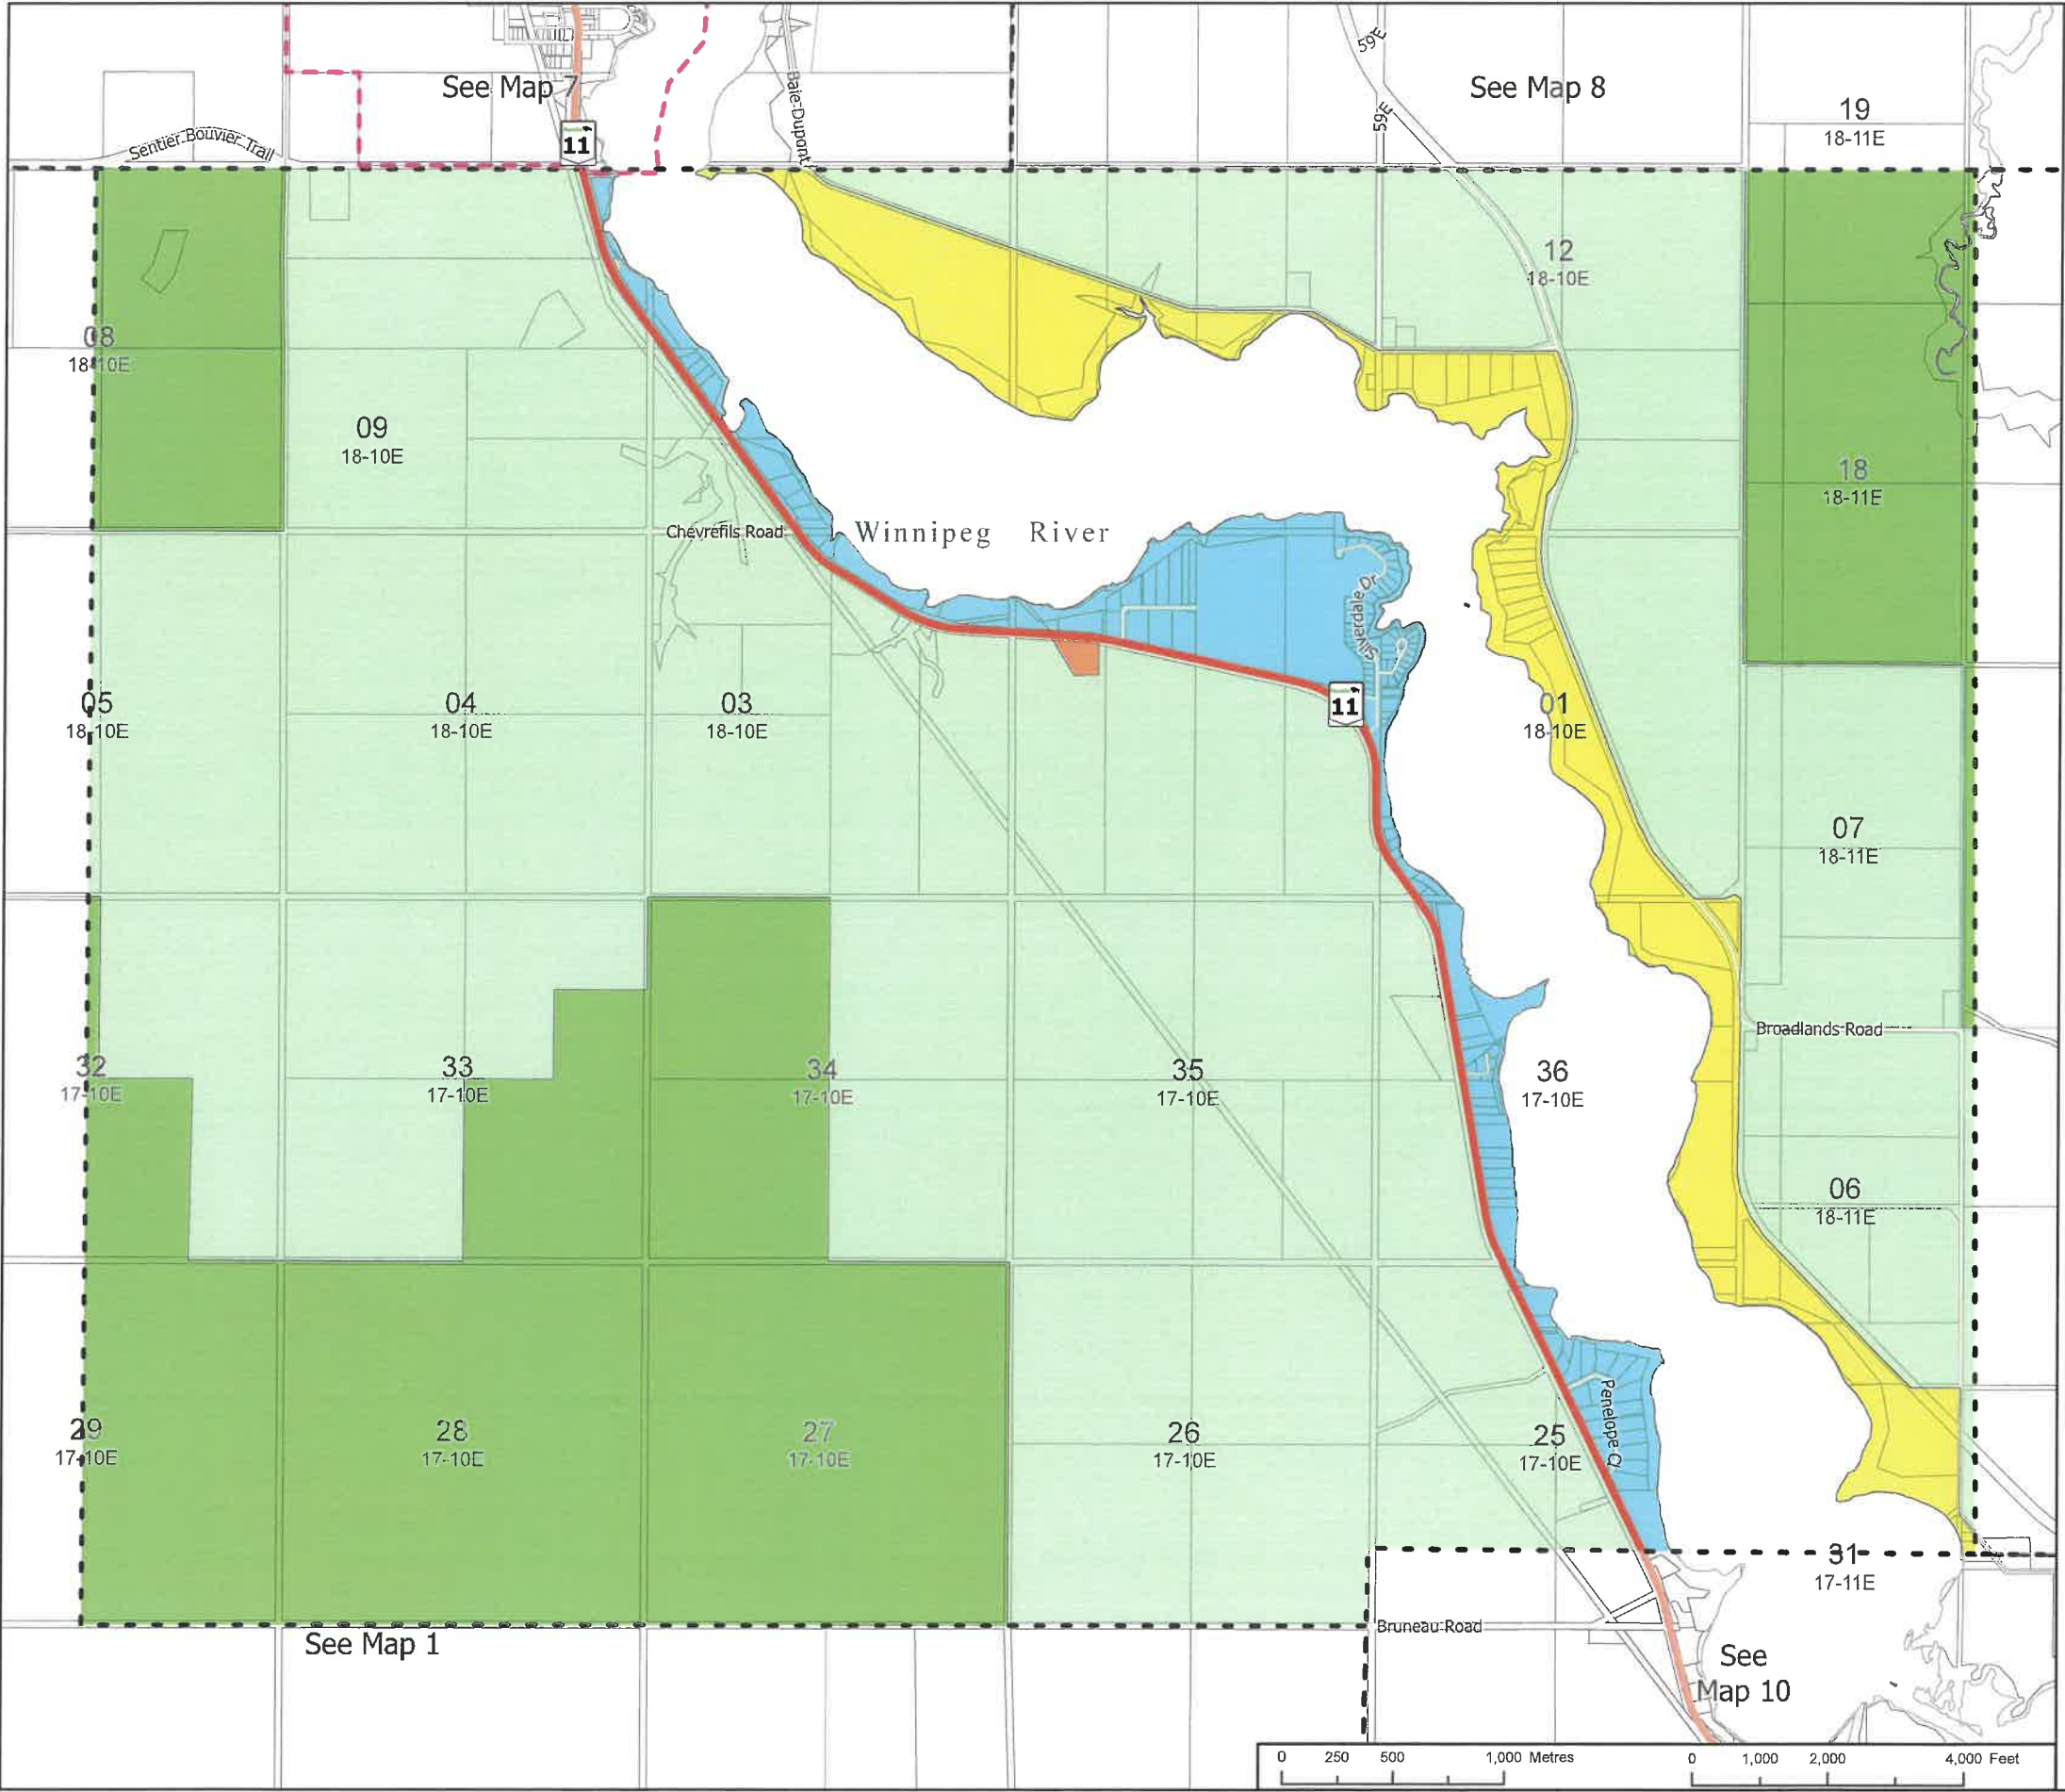 See Map 7
See Map 8
59E
59E
Baie-Dupont
Sentier Bouvier Trail
11
19
18-11E
12
18-10E
08
18-10E
09
18-10E
18
18-11E
Chevrefils Road
Winnipeg River
Silverdale Dr
11
05
18-10E
04
18-10E
03
18-10E
01
18-10E
07
18-11E
Broadlands Road
32
17-10E
33
17-10E
34
17-10E
35
17-10E
36
17-10E
06
18-11E
29
17-10E
28
17-10E
27
17-10E
26
17-10E
25
17-10E
Penelope Ct
31
17-11E
Bruneau Road
See Map 1
See
Map 10
0 250 500 1,000 Metres
0 1,000 2,000 4,000 Feet